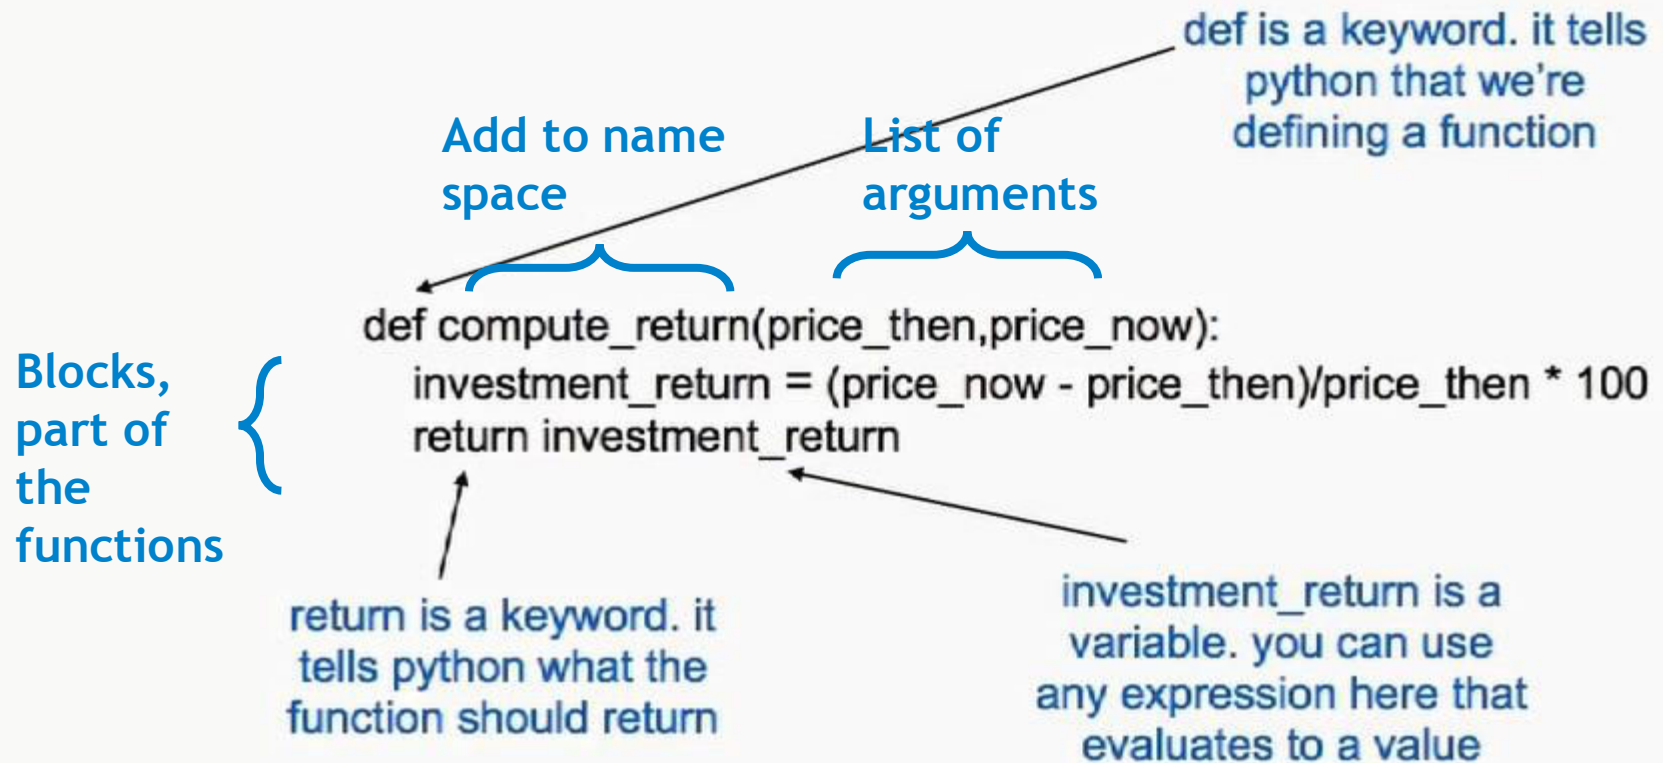 def is a keyword. it tells
python that we're
defining a function
Add to name
space
List of
arguments
def compute_return(price_then,price_now):
investment_return = (price_now - price_then)/price_then * 100
return investment_return
Blocks,
part of
the
functions
return is a keyword. it
tells python what the
function should return
investment_return is a
variable. you can use
any expression here that
evaluates to a value